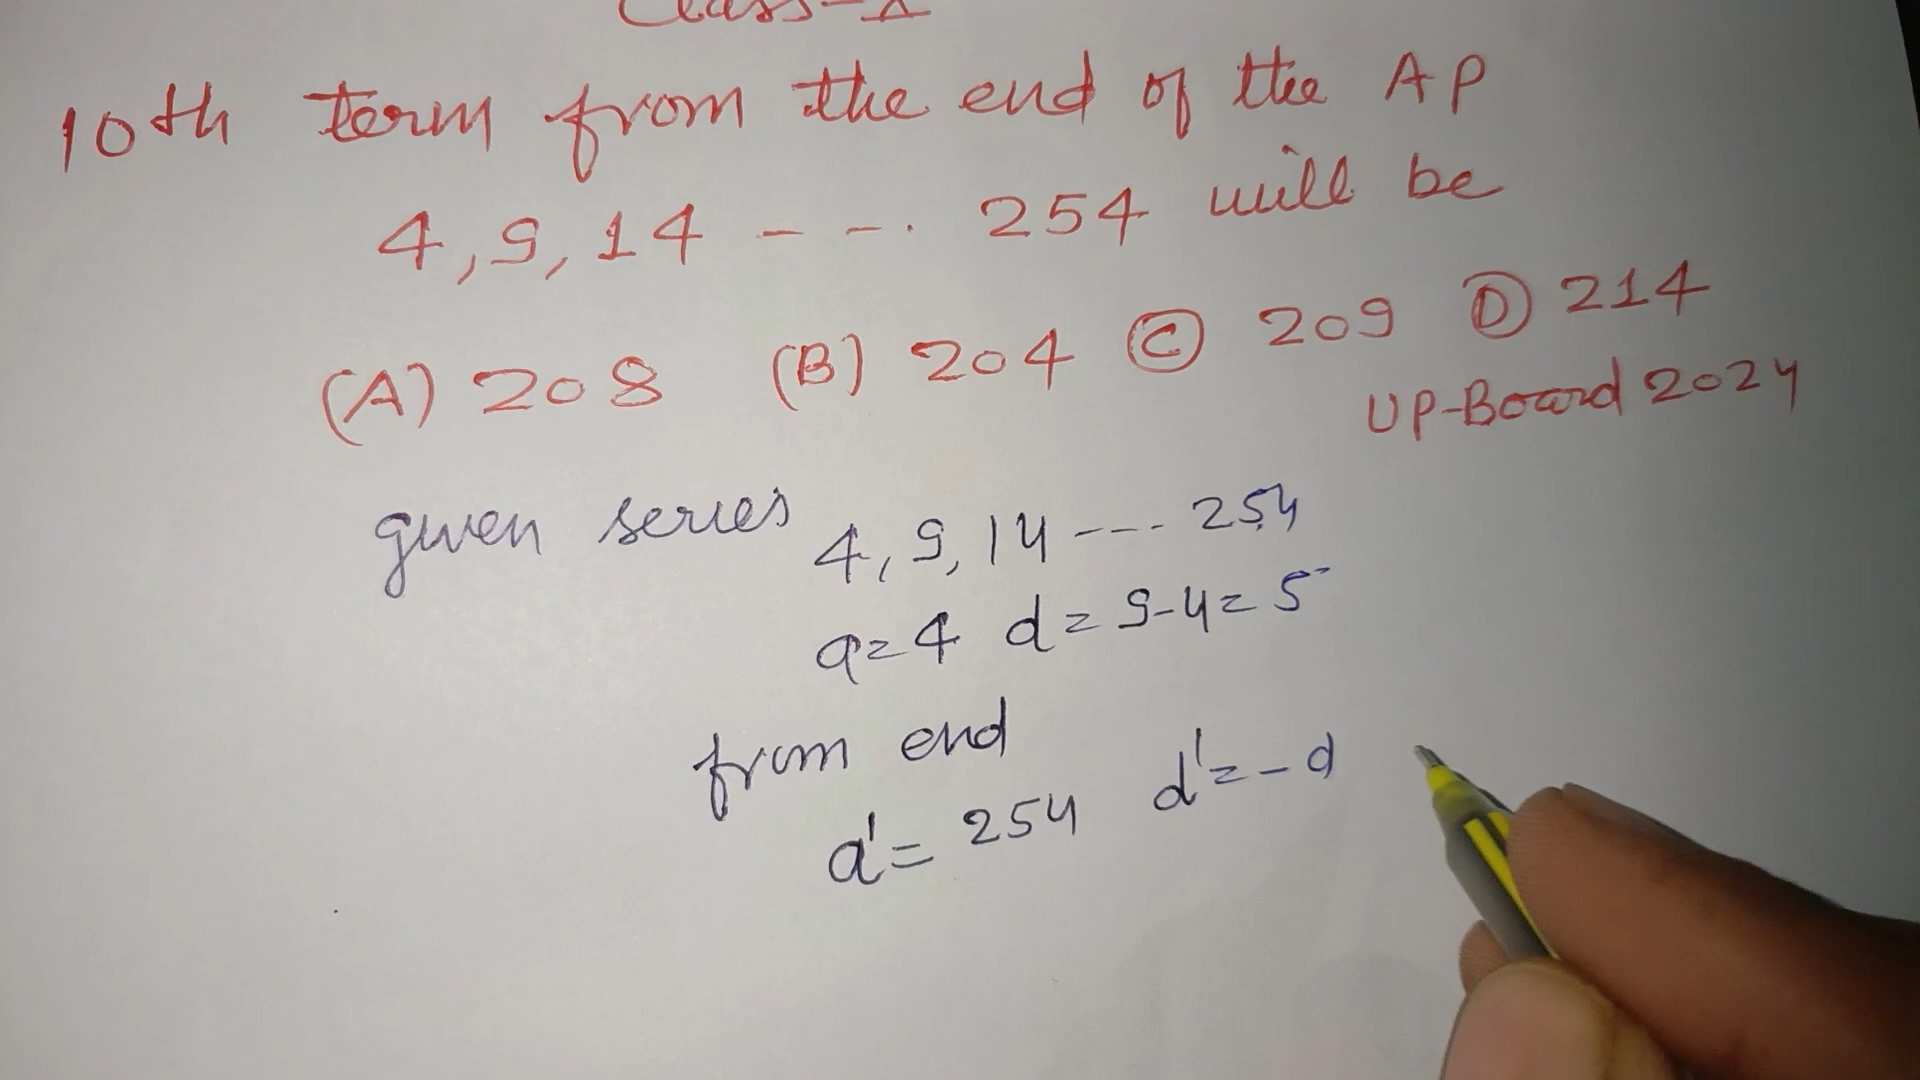 Class-X
10th term from the end of the AP
4, 9, 14 - - -. 254 will be
(A) 208 (B) 204 (C) 209 (D) 214
UP-Board 2024
given series 4, 9, 14 --- 254
a=4 d=9-4=5
from end
a'= 254 d'=-d